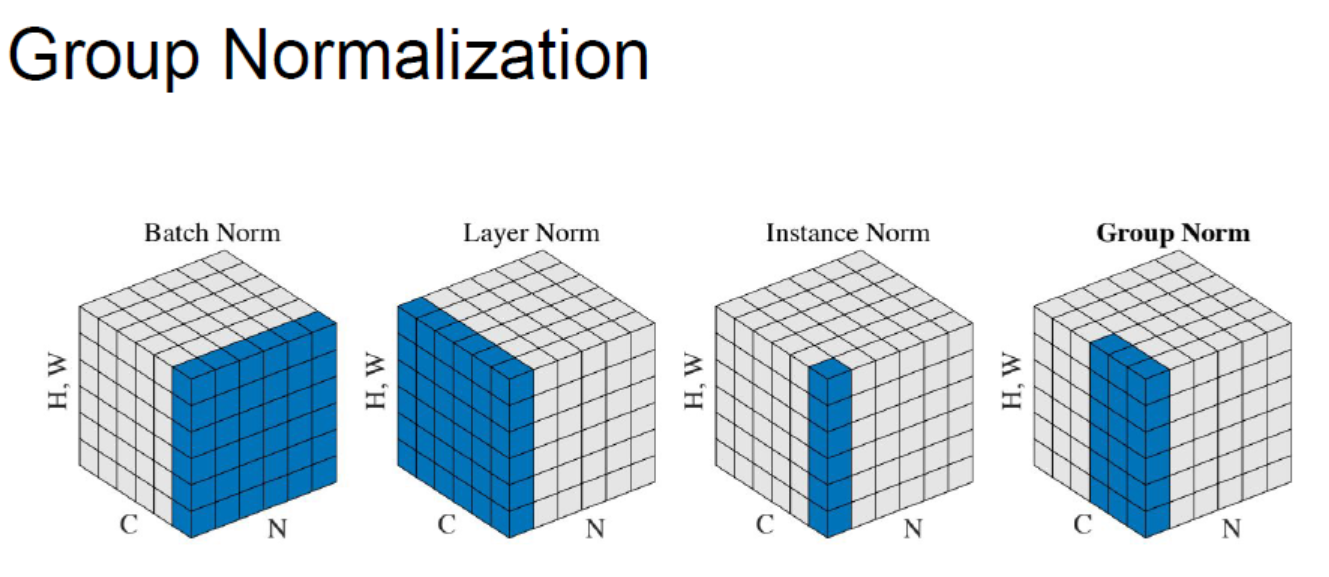 Group Normalization
Batch Norm
H, W
C
N
Layer Norm
H, W
C
N
Instance Norm
H, W
C
N
Group Norm
H, W
C
N